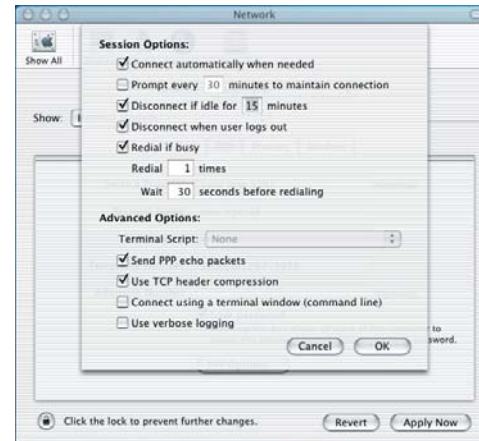 Network
Show All
Session Options:
Connect automatically when needed
Prompt every 30 minutes to maintain connection
Disconnect if idle for 15 minutes
Show:
Disconnect when user logs out
Redial if busy
Redial 1 times
Wait 30 seconds before redialing
Advanced Options:
Terminal Script: None
Send PPP echo packets
Use TCP header compression
Connect using a terminal window (command line)
Use verbose logging
to
sword.
Cancel OK
Click the lock to prevent further changes.
Revert Apply Now